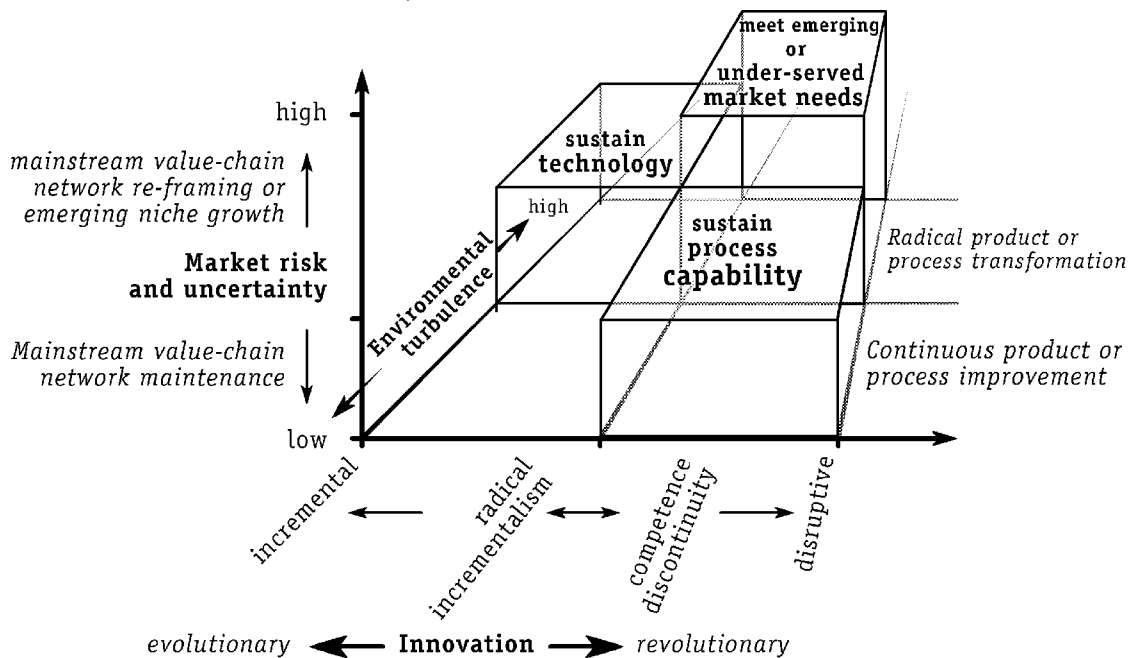 meet emerging
or
under-served
market needs
high
sustain
technology
mainstream value-chain
network re-framing or
emerging niche growth
high
sustain
process
capability
Radical product or
process transformation
Market risk
and uncertainty
Environmental
turbulence
Mainstream value-chain
network maintenance
Continuous product or
process improvement
low
incremental
radical
incrementalism
competence
discontinuity
disruptive
evolutionary
Innovation
revolutionary